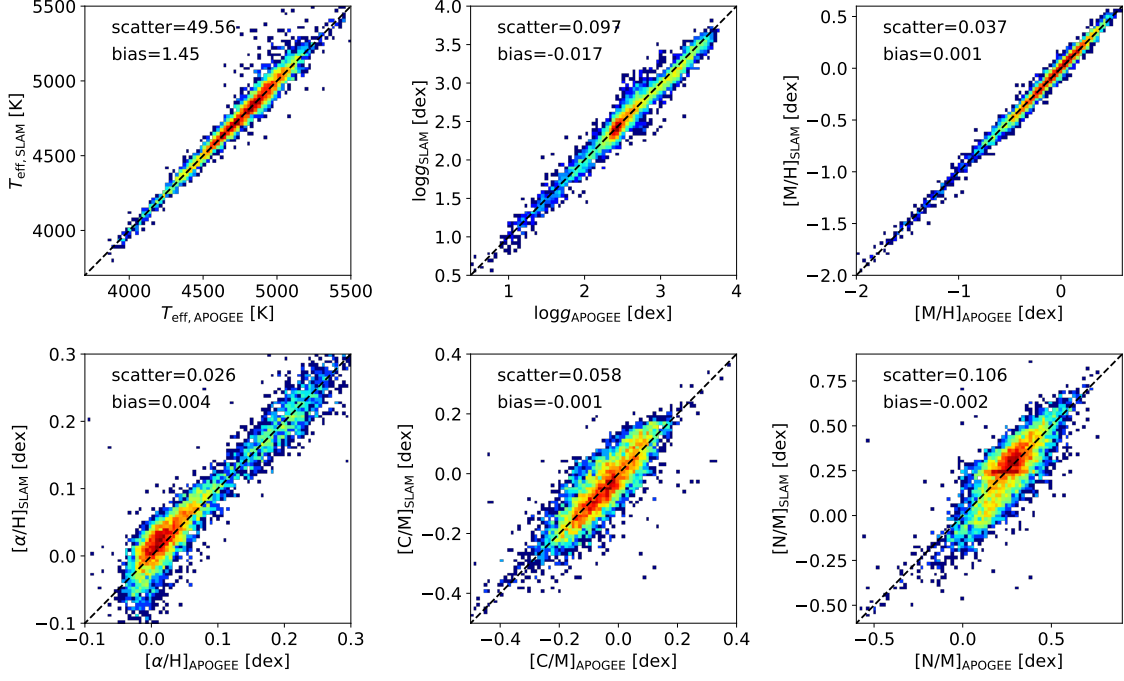 5500
5000
4500
4000
T_eff, SLAM [K]
scatter=49.56
bias=1.45
4000 4500 5000 5500
T_eff, APOGEE [K]
4.0
3.5
3.0
2.5
2.0
1.5
1.0
0.5
logg_SLAM [dex]
scatter=0.097
bias=-0.017
1 2 3 4
logg_APOGEE [dex]
0.5
0.0
−0.5
−1.0
−1.5
−2.0
[M/H]_SLAM [dex]
scatter=0.037
bias=0.001
−2 −1 0
[M/H]_APOGEE [dex]
0.3
0.2
0.1
0.0
−0.1
[α/H]_SLAM [dex]
scatter=0.026
bias=0.004
−0.1 0.0 0.1 0.2 0.3
[α/H]_APOGEE [dex]
0.4
0.2
0.0
−0.2
−0.4
[C/M]_SLAM [dex]
scatter=0.058
bias=-0.001
−0.4 −0.2 0.0 0.2 0.4
[C/M]_APOGEE [dex]
0.75
0.50
0.25
0.00
−0.25
−0.50
[N/M]_SLAM [dex]
scatter=0.106
bias=-0.002
−0.5 0.0 0.5
[N/M]_APOGEE [dex]